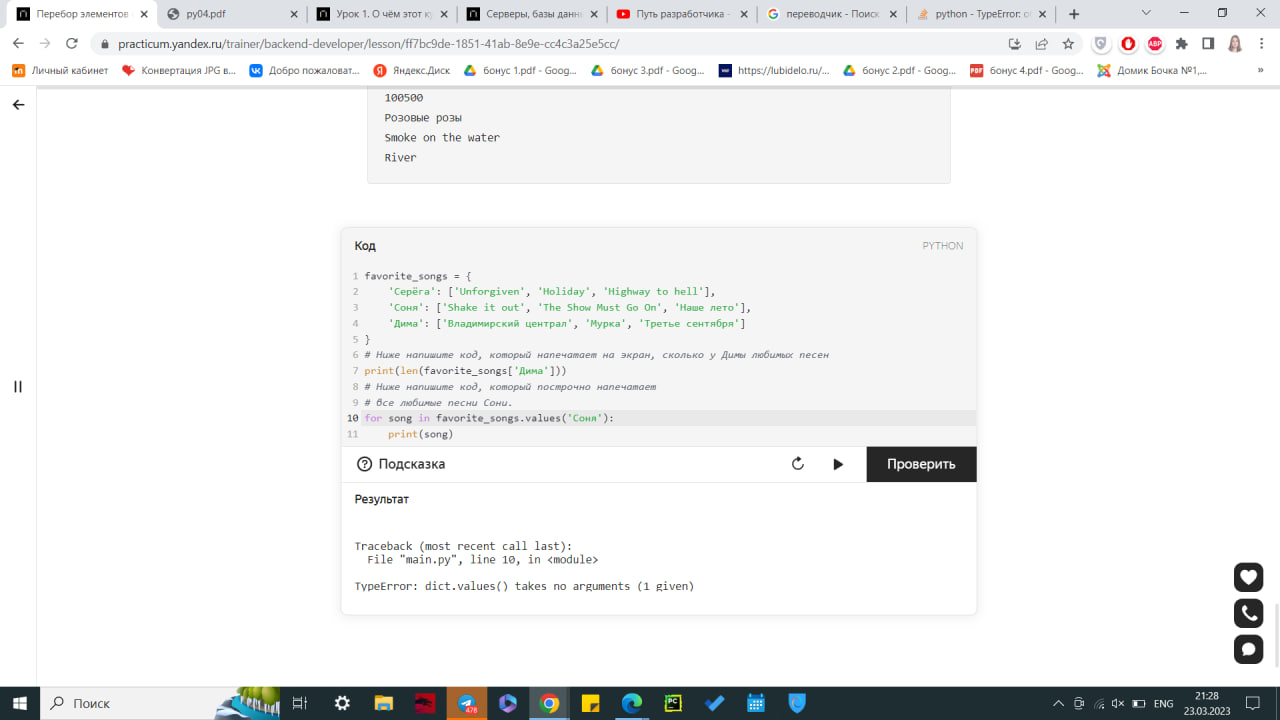 Перебор элементов
py04.pdf
Урок 1. О чём этот ку
Серверы, базы данн
Путь разработчика -
переводчик - Поиск
python - TypeError: ol
practicum.yandex.ru/trainer/backend-developer/lesson/
Личный кабинет
Конвертация JPG в...
Добро пожаловат...
Яндекс.Диск
бонус 1.pdf - Goog...
бонус 3.pdf - Goog...
https://lubidelo.ru/...
бонус 2.pdf - Goog...
бонус 4.pdf - Goog...
Домик Бочка №1,...
»
100500
Розовые розы
Smoke on the water
River
Код
PYTHON
1 favorite_songs = {
2 'Серёга': ['Unforgiven', 'Holiday', 'Highway to hell'],
3 'Соня': ['Shake it out', 'The Show Must Go On', 'Наше лето'],
4 'Дима': ['Владимирский централ', 'Мурка', 'Третье сентября']
5 }
6 # Ниже напишите код, который напечатает на экран, сколько у Димы любимых песен
7 print(len(favorite_songs['Дима']))
8 # Ниже напишите код, который построчно напечатает
9 # все любимые песни Сони.
10 for song in favorite_songs.values('Соня'):
11 print(song)
Подсказка
Проверить
Результат
Traceback (most recent call last):
File "main.py", line 10, in <module>
TypeError: dict.values() takes no arguments (1 given)
Поиск
478
PC
ENG
21:28
23.03.2023